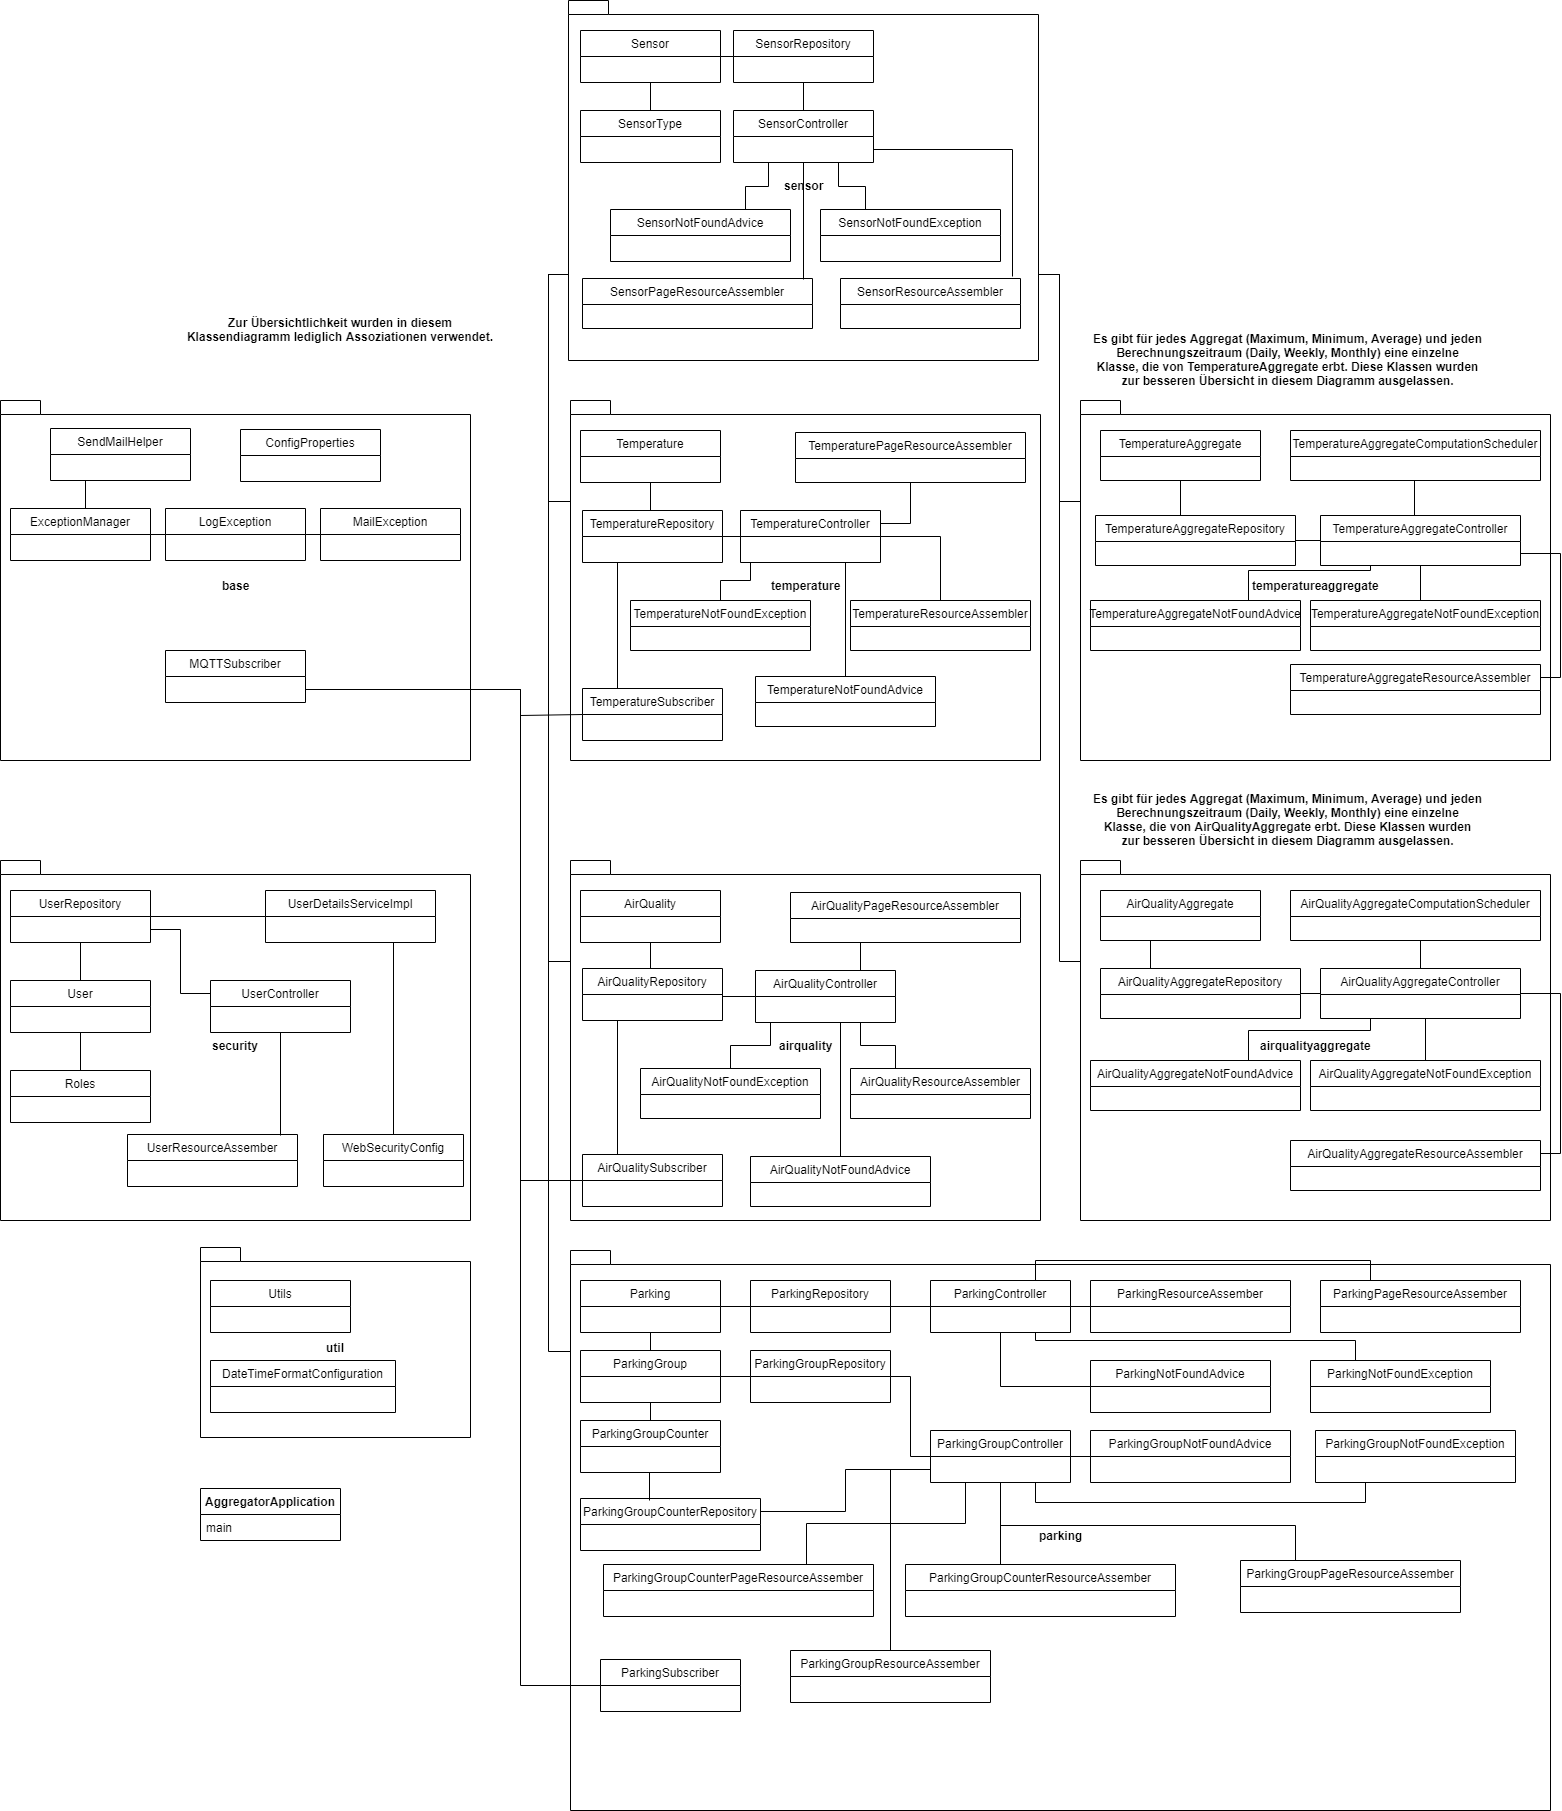 Sensor
SensorRepository
SensorType
SensorController
sensor
SensorNotFoundAdvice
SensorNotFoundException
SensorPageResourceAssembler
SensorResourceAssembler
Zur Übersichtlichkeit wurden in diesem
Klassendiagramm lediglich Assoziationen verwendet.
Es gibt für jedes Aggregat (Maximum, Minimum, Average) und jeden
Berechnungszeitraum (Daily, Weekly, Monthly) eine einzelne
Klasse, die von TemperatureAggregate erbt. Diese Klassen wurden
zur besseren Übersicht in diesem Diagramm ausgelassen.
SendMailHelper
ConfigProperties
ExceptionManager
LogException
MailException
base
MQTTSubscriber
Temperature
TemperaturePageResourceAssembler
TemperatureRepository
TemperatureController
temperature
TemperatureNotFoundException
TemperatureResourceAssembler
TemperatureSubscriber
TemperatureNotFoundAdvice
TemperatureAggregate
TemperatureAggregateComputationScheduler
TemperatureAggregateRepository
TemperatureAggregateController
temperatureaggregate
TemperatureAggregateNotFoundAdvice
TemperatureAggregateNotFoundException
TemperatureAggregateResourceAssembler
Es gibt für jedes Aggregat (Maximum, Minimum, Average) und jeden
Berechnungszeitraum (Daily, Weekly, Monthly) eine einzelne
Klasse, die von AirQualityAggregate erbt. Diese Klassen wurden
zur besseren Übersicht in diesem Diagramm ausgelassen.
UserRepository
UserDetailsServiceImpl
User
UserController
security
Roles
UserResourceAssember
WebSecurityConfig
AirQuality
AirQualityPageResourceAssembler
AirQualityRepository
AirQualityController
airquality
AirQualityNotFoundException
AirQualityResourceAssembler
AirQualitySubscriber
AirQualityNotFoundAdvice
AirQualityAggregate
AirQualityAggregateComputationScheduler
AirQualityAggregateRepository
AirQualityAggregateController
airqualityaggregate
AirQualityAggregateNotFoundAdvice
AirQualityAggregateNotFoundException
AirQualityAggregateResourceAssembler
Utils
util
DateTimeFormatConfiguration
AggregatorApplication
main
Parking
ParkingRepository
ParkingController
ParkingResourceAssember
ParkingPageResourceAssember
ParkingGroup
ParkingGroupRepository
ParkingNotFoundAdvice
ParkingNotFoundException
ParkingGroupCounter
ParkingGroupController
ParkingGroupNotFoundAdvice
ParkingGroupNotFoundException
ParkingGroupCounterRepository
parking
ParkingGroupCounterPageResourceAssember
ParkingGroupCounterResourceAssember
ParkingGroupPageResourceAssember
ParkingSubscriber
ParkingGroupResourceAssember